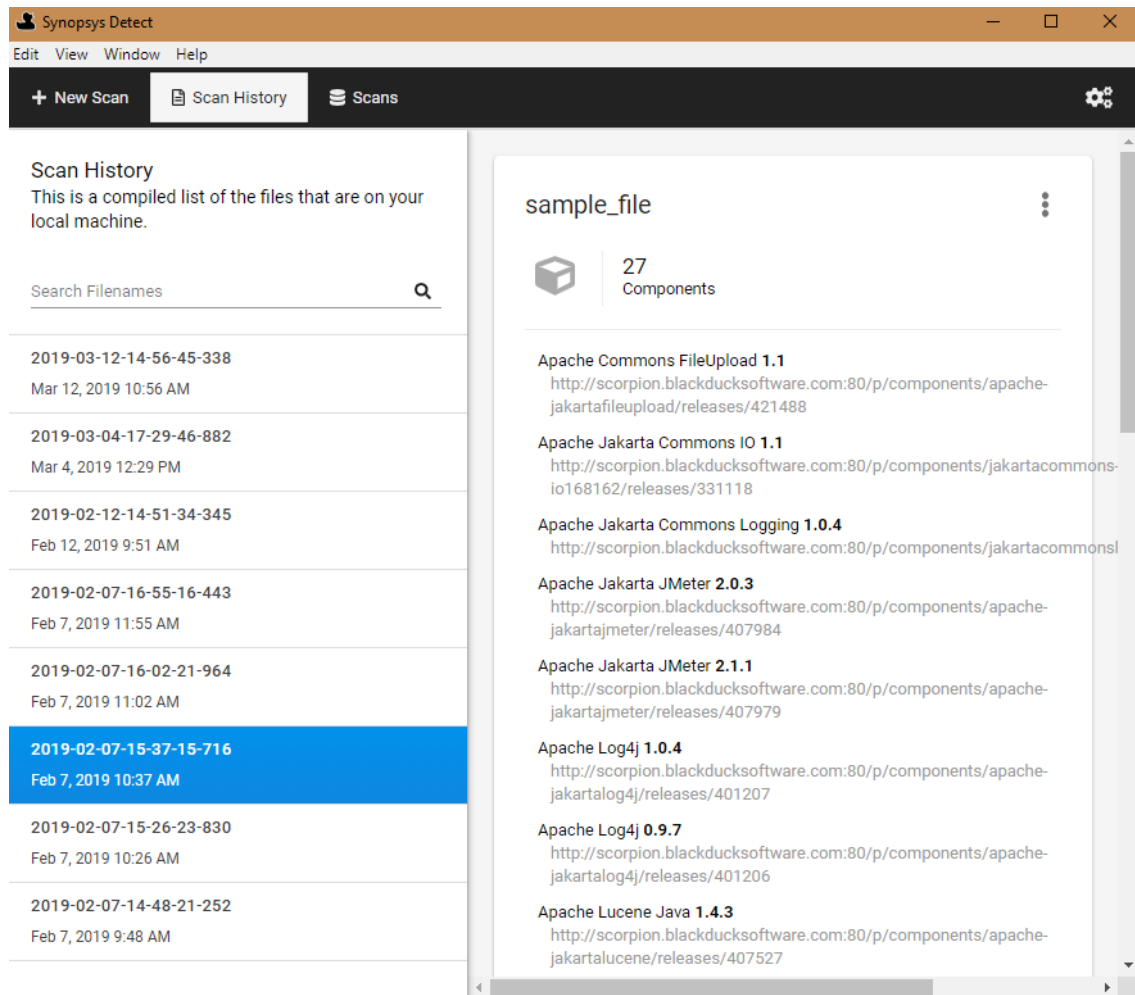 Synopsys Detect
Edit View Window Help
+ New Scan Scan History Scans
Scan History
This is a compiled list of the files that are on your
local machine.
Search Filenames
2019-03-12-14-56-45-338
Mar 12, 2019 10:56 AM
2019-03-04-17-29-46-882
Mar 4, 2019 12:29 PM
2019-02-12-14-51-34-345
Feb 12, 2019 9:51 AM
2019-02-07-16-55-16-443
Feb 7, 2019 11:55 AM
2019-02-07-16-02-21-964
Feb 7, 2019 11:02 AM
2019-02-07-15-37-15-716
Feb 7, 2019 10:37 AM
2019-02-07-15-26-23-830
Feb 7, 2019 10:26 AM
2019-02-07-14-48-21-252
Feb 7, 2019 9:48 AM
sample_file
27
Components
Apache Commons FileUpload 1.1
http://scorpion.blackducksoftware.com:80/p/components/apache-
jakartafileupload/releases/421488
Apache Jakarta Commons IO 1.1
http://scorpion.blackducksoftware.com:80/p/components/jakartacommons-
io168162/releases/331118
Apache Jakarta Commons Logging 1.0.4
http://scorpion.blackducksoftware.com:80/p/components/jakartacommonsl
Apache Jakarta JMeter 2.0.3
http://scorpion.blackducksoftware.com:80/p/components/apache-
jakartajmeter/releases/407984
Apache Jakarta JMeter 2.1.1
http://scorpion.blackducksoftware.com:80/p/components/apache-
jakartajmeter/releases/407979
Apache Log4j 1.0.4
http://scorpion.blackducksoftware.com:80/p/components/apache-
jakartalog4j/releases/401207
Apache Log4j 0.9.7
http://scorpion.blackducksoftware.com:80/p/components/apache-
jakartalog4j/releases/401206
Apache Lucene Java 1.4.3
http://scorpion.blackducksoftware.com:80/p/components/apache-
jakartalucene/releases/407527